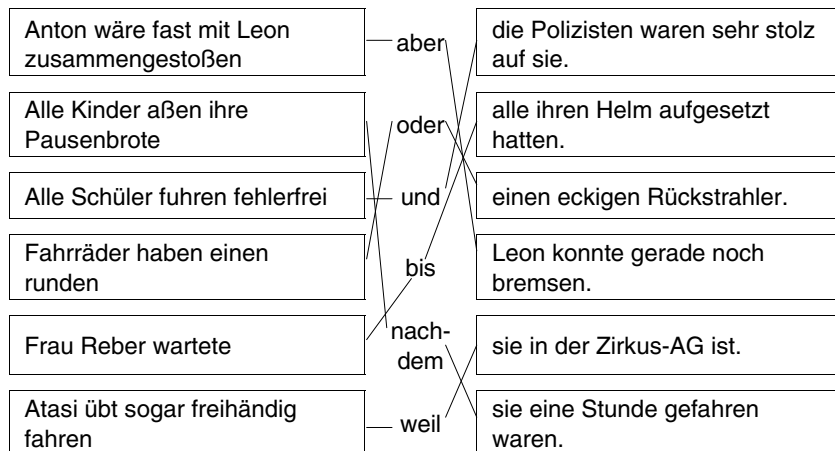 Anton wäre fast mit Leon
zusammengestoßen
Alle Kinder aßen ihre
Pausenbrote
Alle Schüler fuhren fehlerfrei
Fahrräder haben einen
runden
Frau Reber wartete
Atasi übt sogar freihändig
fahren
aber
oder
und
bis
nach-
dem
weil
die Polizisten waren sehr stolz
auf sie.
alle ihren Helm aufgesetzt
hatten.
einen eckigen Rückstrahler.
Leon konnte gerade noch
bremsen.
sie in der Zirkus-AG ist.
sie eine Stunde gefahren
waren.